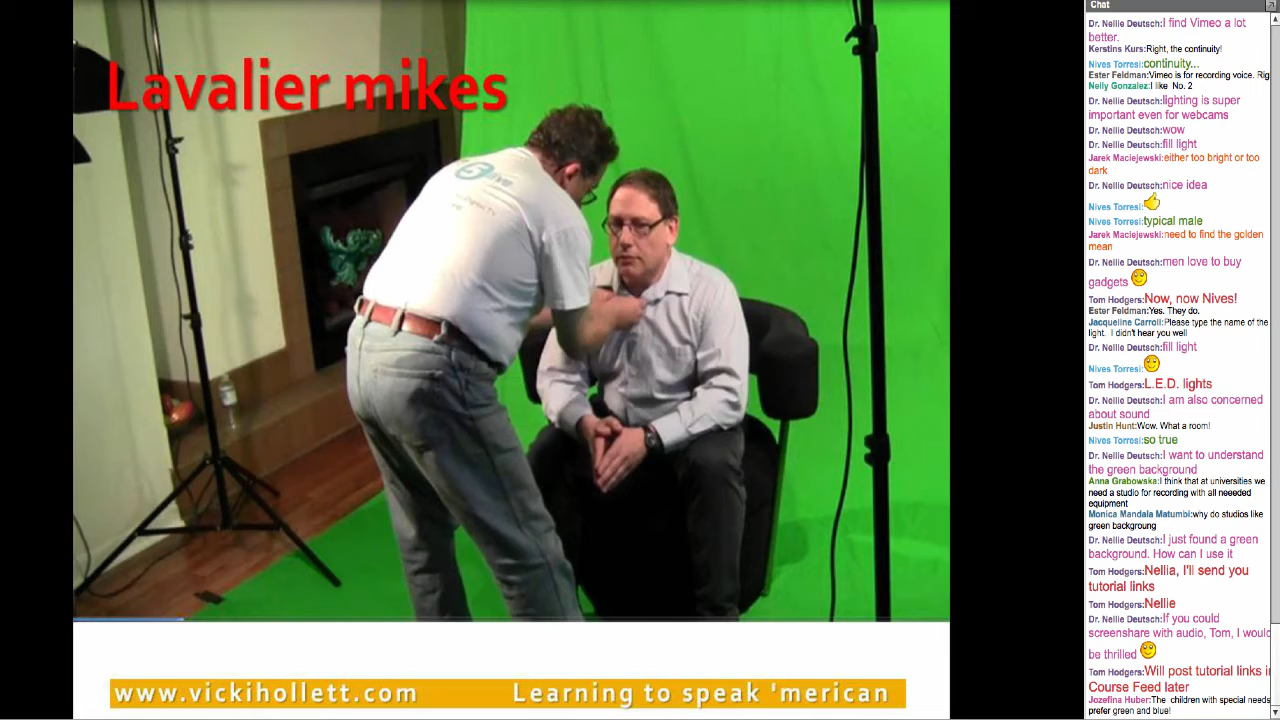 Lavalier mikes
www.vickihollett.com
Learning to speak 'merican
Chat
Dr. Nellie Deutsch:I find Vimeo a lot
better.
Kerstins Kurs:Right, the continuity!
Nives Torresi:continuity...
Ester Feldman:Vimeo is for recording voice. Rig
Nelly Gonzalez:I like No. 2
Dr. Nellie Deutsch:lighting is super
important even for webcams
Dr. Nellie Deutsch:wow
Dr. Nellie Deutsch:fill light
Jarek Maciejewski:either too bright or too
dark
Dr. Nellie Deutsch:nice idea
Nives Torresi:
Nives Torresi:typical male
Jarek Maciejewski:need to find the golden
mean
Dr. Nellie Deutsch:men love to buy
gadgets
Tom Hodgers:Now, now Nives!
Ester Feldman:Yes. They do.
Jacqueline Carroll:Please type the name of the
light. I didn't hear you well
Dr. Nellie Deutsch:fill light
Nives Torresi:
Tom Hodgers:L.E.D. lights
Dr. Nellie Deutsch:I am also concerned
about sound
Justin Hunt:Wow. What a room!
Nives Torresi:so true
Dr. Nellie Deutsch:I want to understand
the green background
Anna Grabowska:I think that at universities we
need a studio for recording with all neeeded
equipment
Monica Mandala Matumbi:why do studios like
green backgroung
Dr. Nellie Deutsch:I just found a green
background. How can I use it
Tom Hodgers:Nellia, I'll send you
tutorial links
Tom Hodgers:Nellie
Dr. Nellie Deutsch:If you could
screenshare with audio, Tom, I would
be thrilled
Tom Hodgers:Will post tutorial links in
Course Feed later
Jozefina Huber:The children with special needs
prefer green and blue!